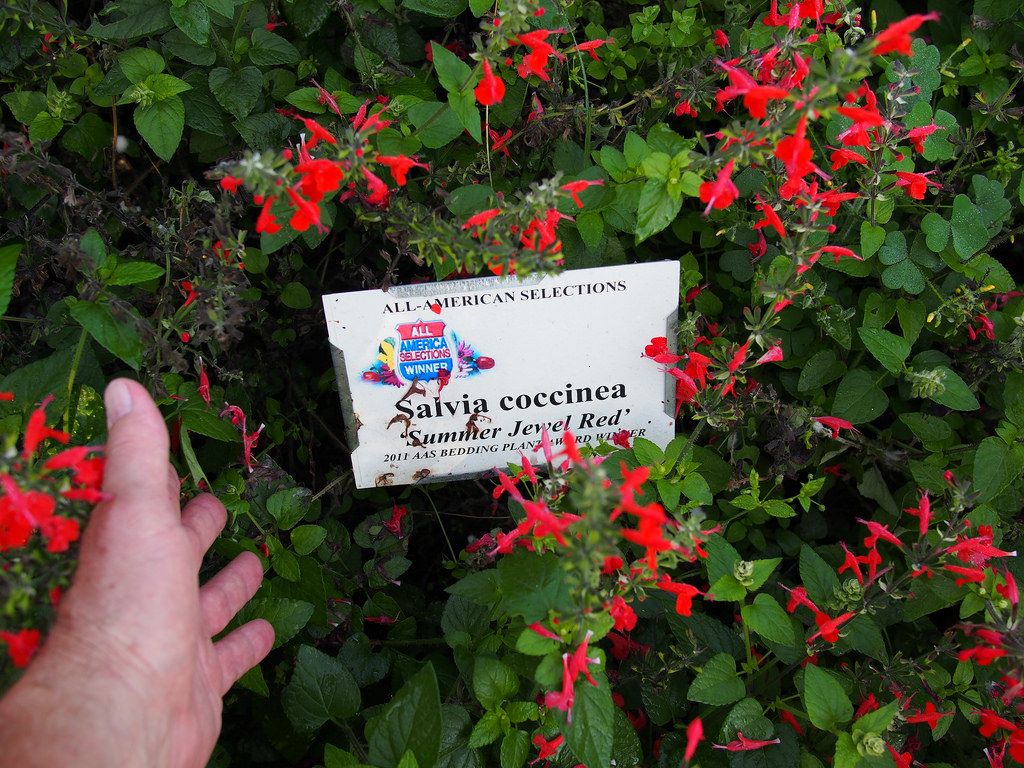 ALL-AMERICAN SELECTIONS
ALL
AMERICA
SELECTIONS
WINNER
Salvia coccinea
‘Summer Jewel Red’
2011 AAS BEDDING PLANT AWARD WINNER